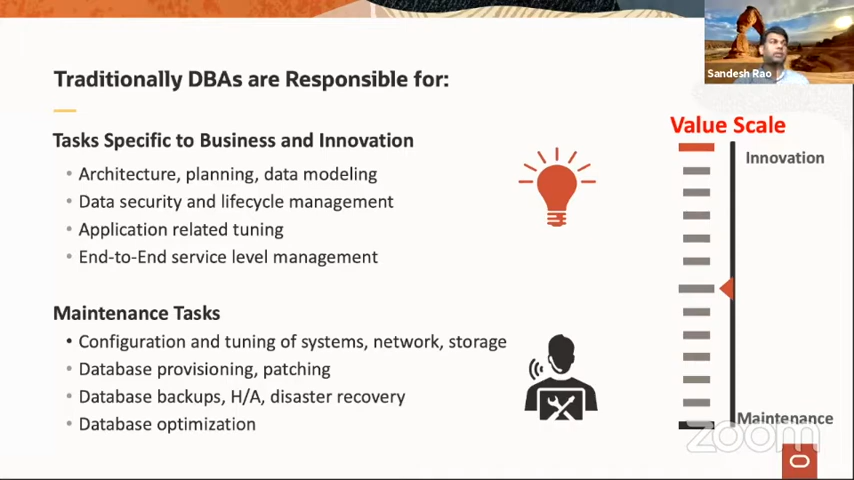 Sandesh Rao
Traditionally DBAs are Responsible for:
Tasks Specific to Business and Innovation
• Architecture, planning, data modeling
• Data security and lifecycle management
• Application related tuning
• End-to-End service level management
Maintenance Tasks
• Configuration and tuning of systems, network, storage
• Database provisioning, patching
• Database backups, H/A, disaster recovery
• Database optimization
Value Scale
Innovation
Maintenance
zoom